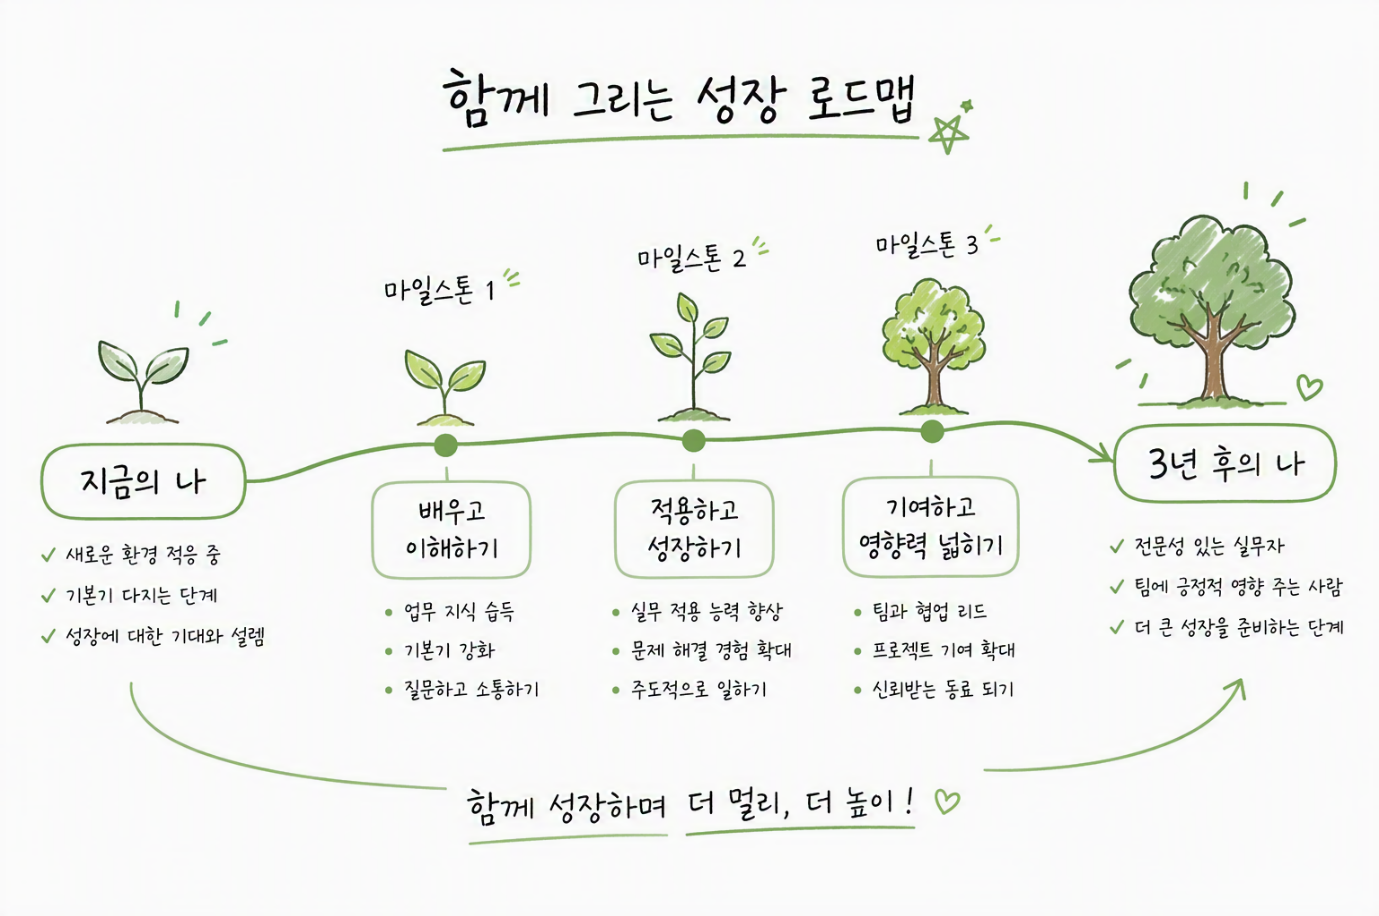 함께 그리는 성장 로드맵
지금의 나
새로운 환경 적응 중
기본기 다지는 단계
성장에 대한 기대와 설렘
마일스톤 1
배우고
이해하기
업무 지식 습득
기본기 강화
질문하고 소통하기
마일스톤 2
적용하고
성장하기
실무 적용 능력 향상
문제 해결 경험 확대
주도적으로 일하기
마일스톤 3
기여하고
영향력 넓히기
팀과 협업 리드
프로젝트 기여 확대
신뢰받는 동료 되기
3년 후의 나
전문성 있는 실무자
팀에 긍정적 영향 주는 사람
더 큰 성장을 준비하는 단계
함께 성장하며 더 멀리, 더 높이!